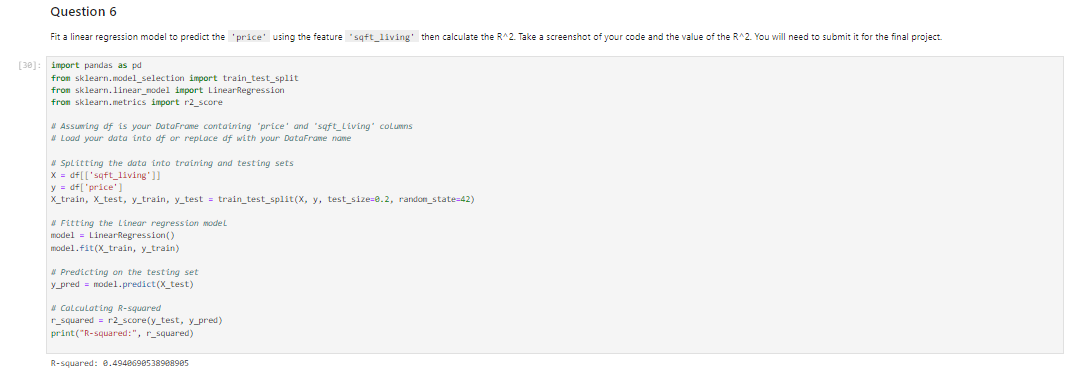 Question 6
Fit a linear regression model to predict the 'price' using the feature 'sqft_living' then calculate the R^2. Take a screenshot of your code and the value of the R^2. You will need to submit it for the final project.
[30]: import pandas as pd
from sklearn.model_selection import train_test_split
from sklearn.linear_model import LinearRegression
from sklearn.metrics import r2_score
# Assuming df is your DataFrame containing 'price' and 'sqft_living' columns
# Load your data into df or replace df with your DataFrame name
# Splitting the data into training and testing sets
X = df[['sqft_living']]
y = df['price']
X_train, X_test, y_train, y_test = train_test_split(X, y, test_size=0.2, random_state=42)
# Fitting the linear regression model
model = LinearRegression()
model.fit(X_train, y_train)
# Predicting on the testing set
y_pred = model.predict(X_test)
# Calculating R-squared
r_squared = r2_score(y_test, y_pred)
print("R-squared:", r_squared)
R-squared: 0.4940690538908905